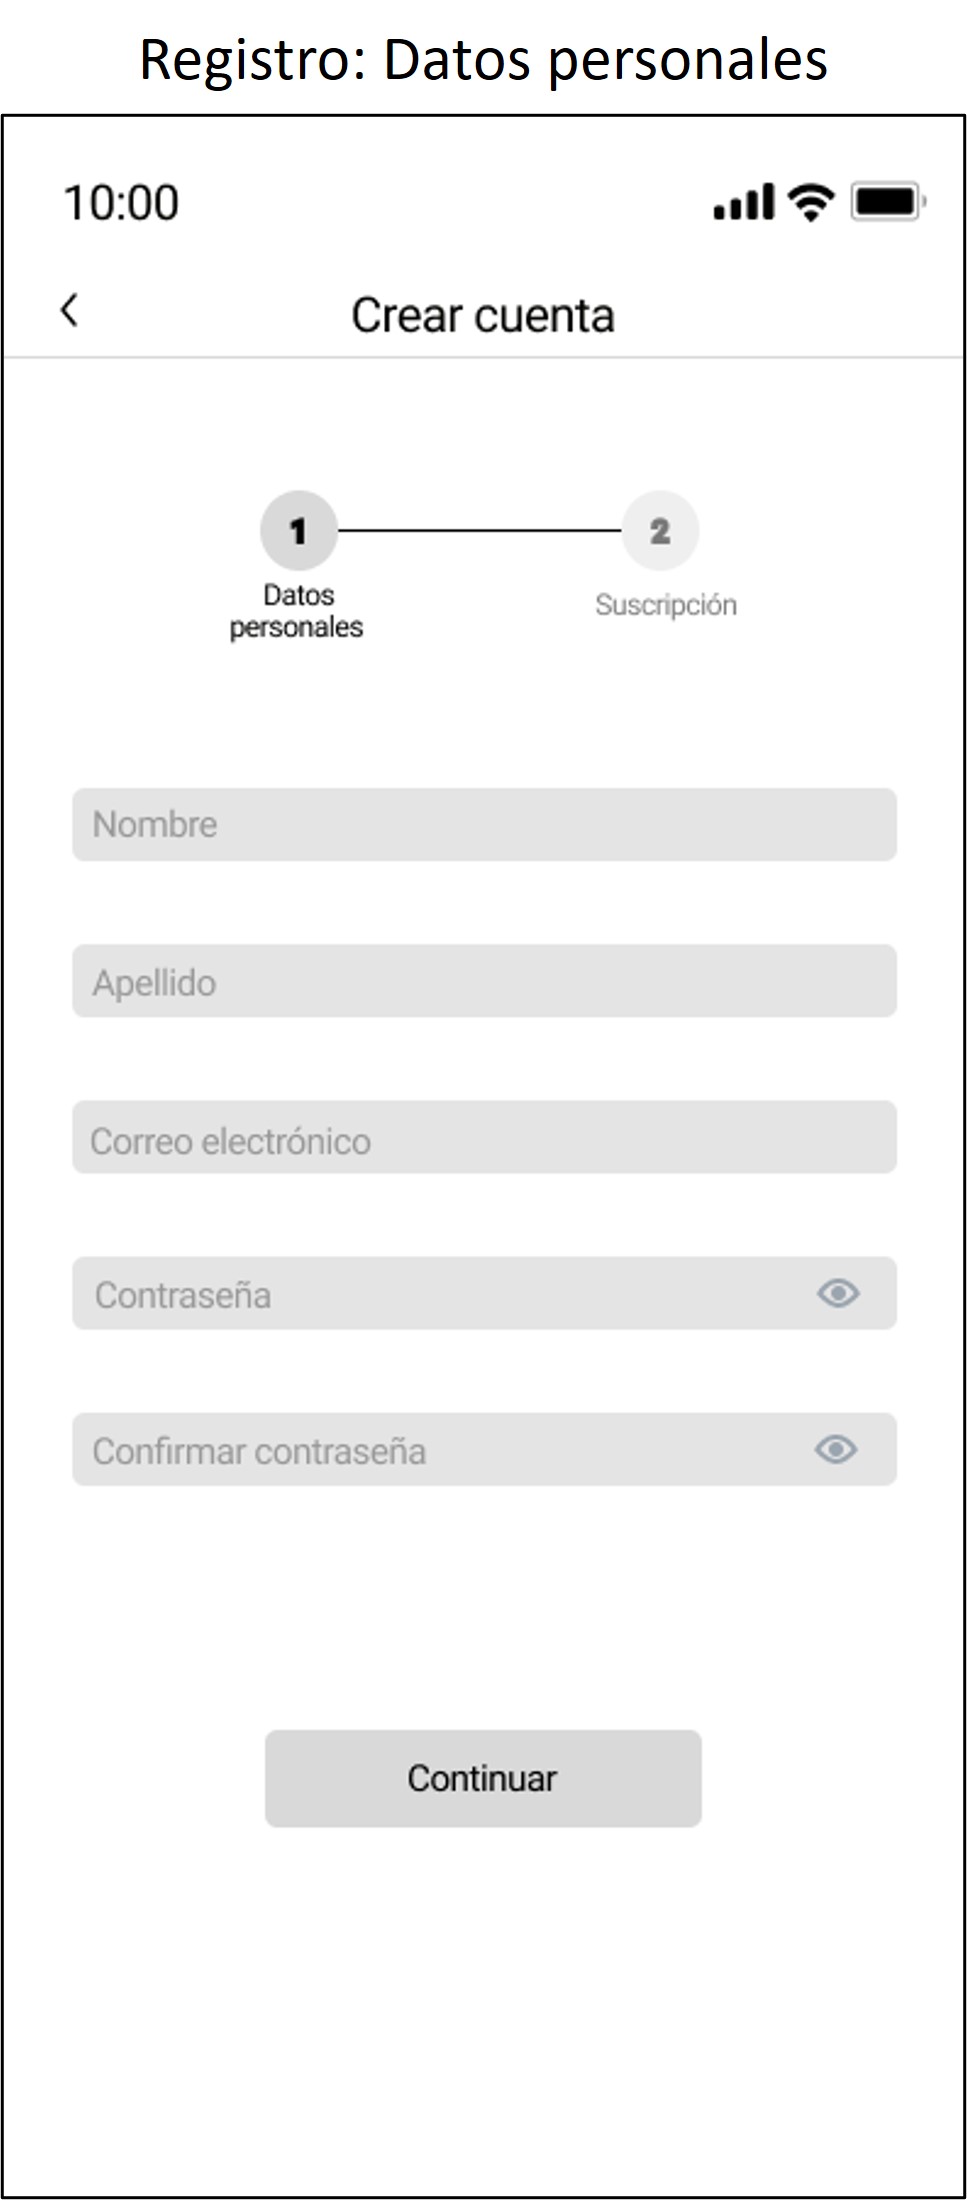 Registro: Datos personales
10:00
Crear cuenta
1
2
Datos
personales
Suscripción
Nombre
Apellido
Correo electrónico
Contraseña
Confirmar contraseña
Continuar